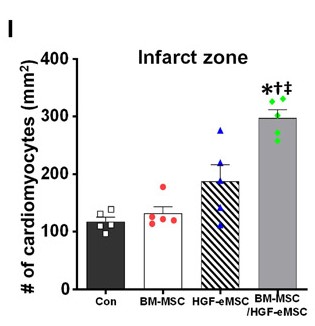 I
Infarct zone
# of cardiomyocytes (mm²)
400
300
200
100
0
*†‡
Con
BM-MSC
HGF-eMSC
BM-MSC
/HGF-eMSC